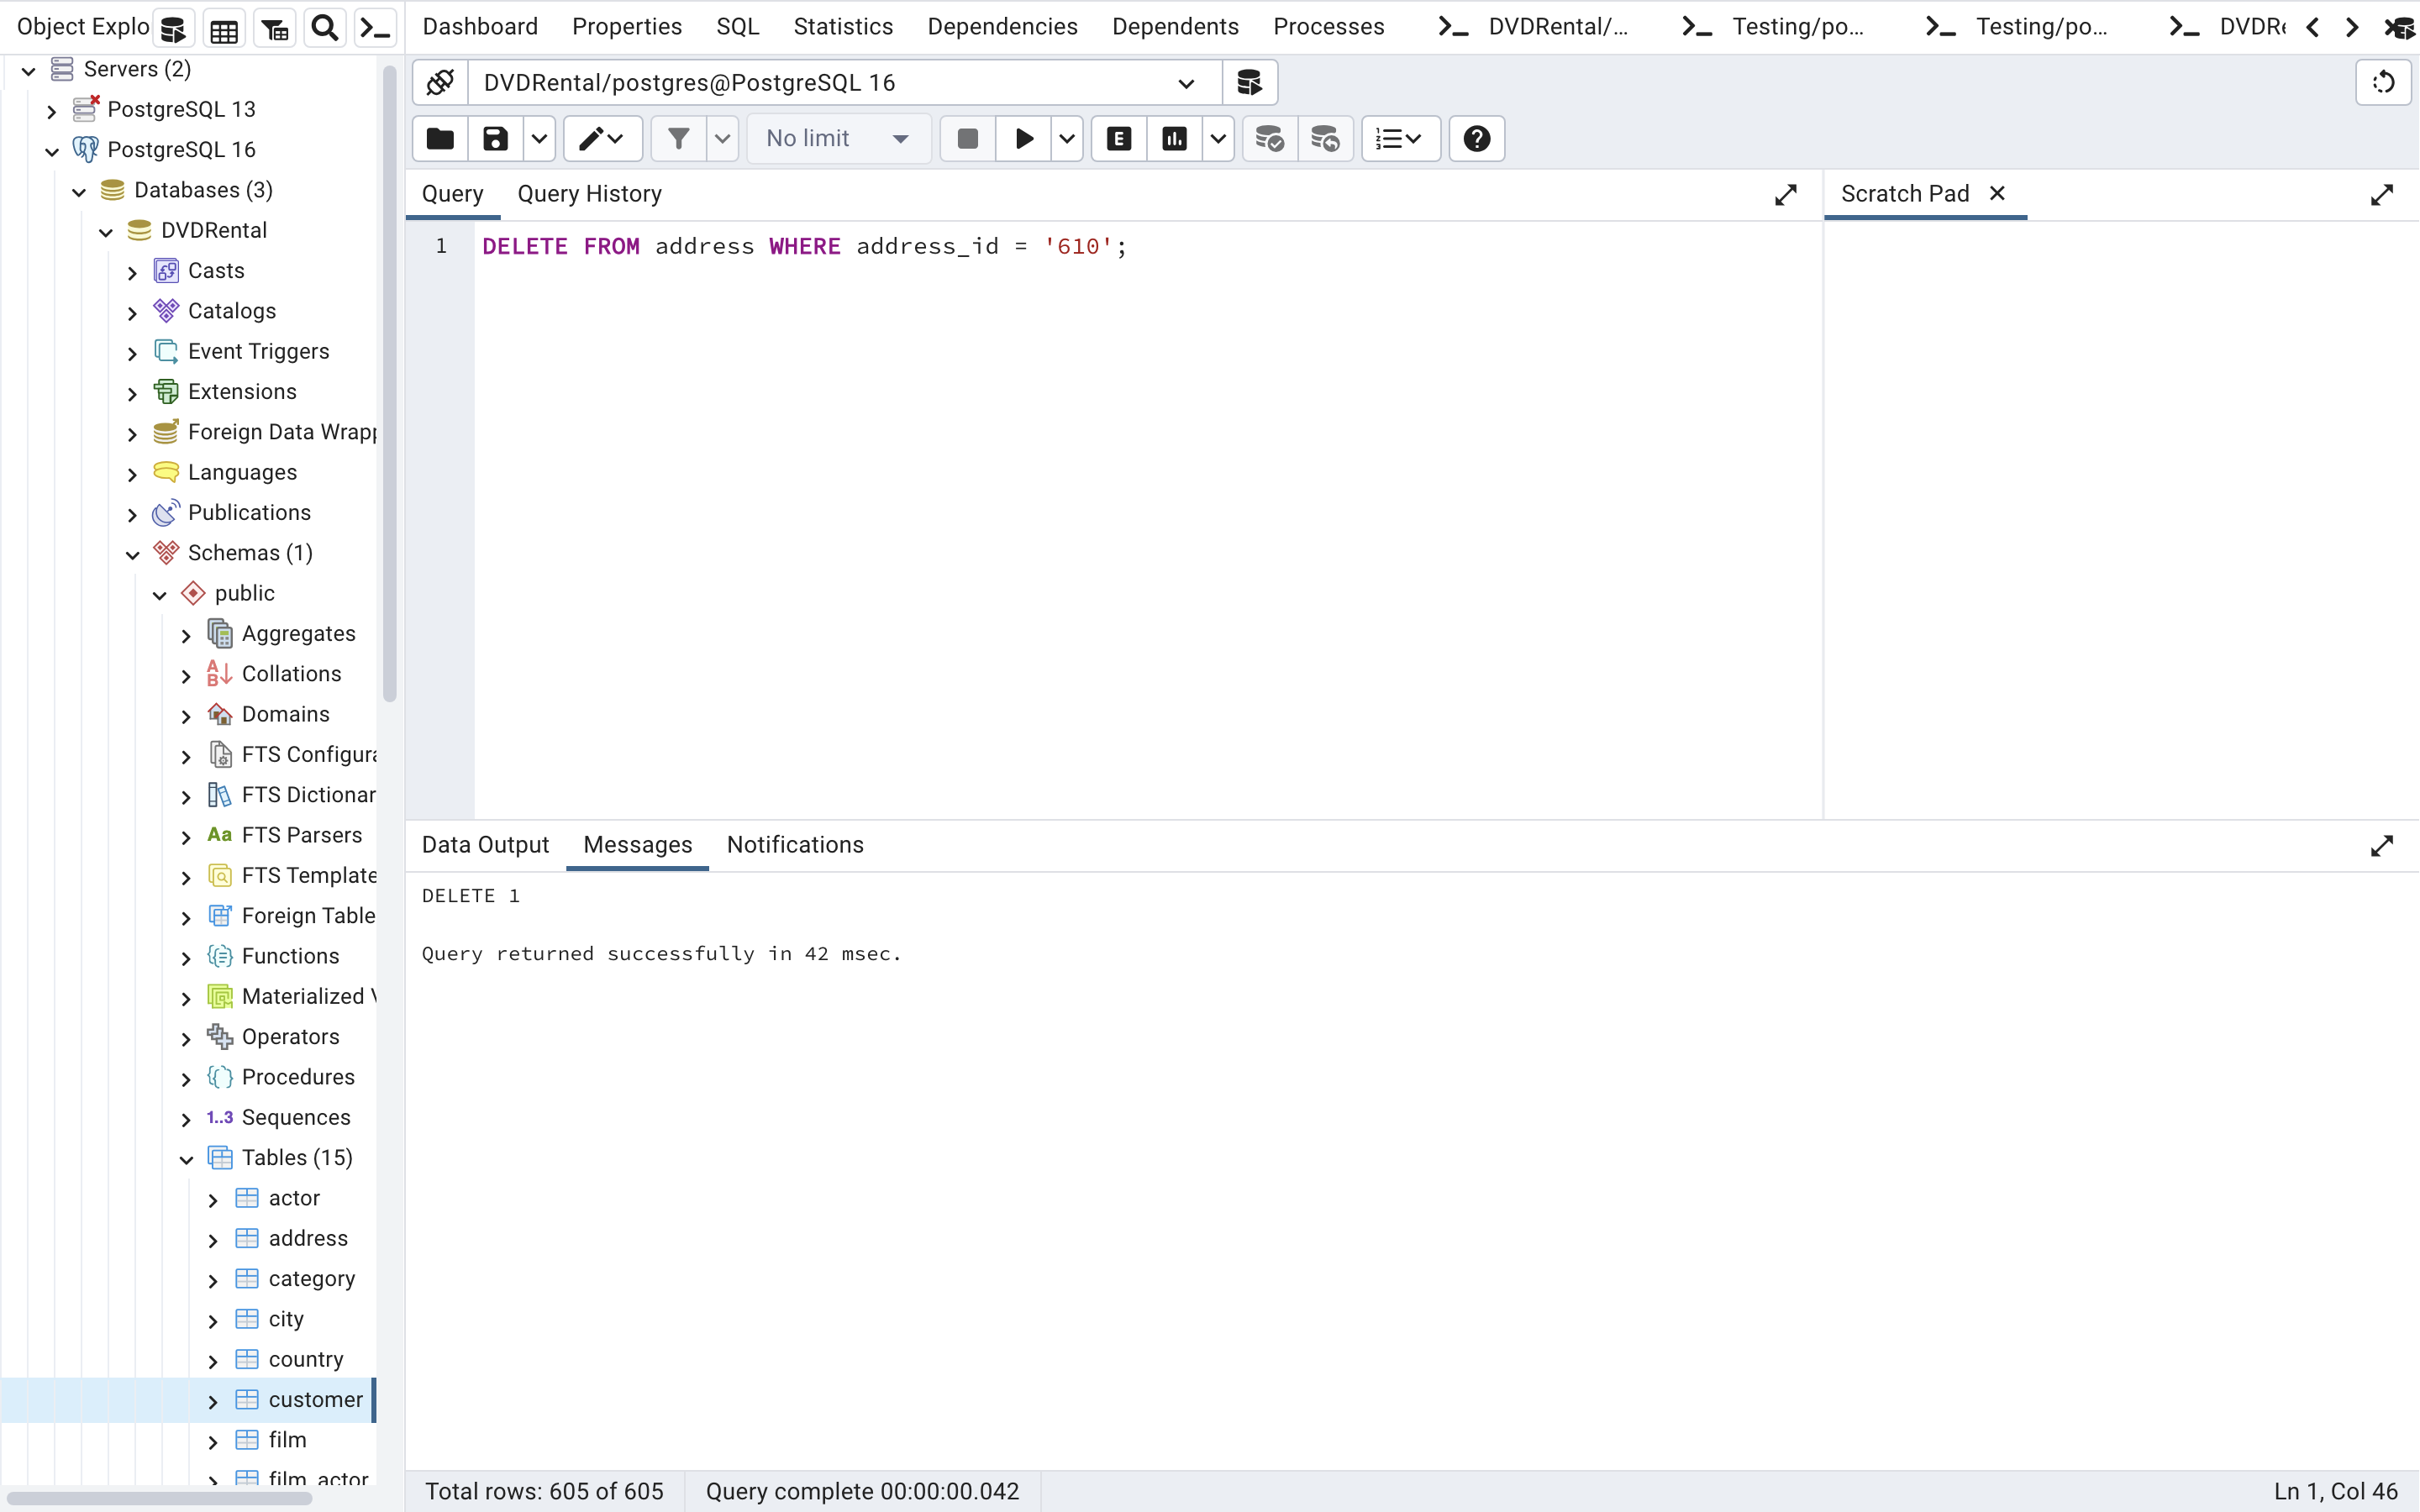 Object Explo
Dashboard Properties SQL Statistics Dependencies Dependents Processes DVDRental/... Testing/po... Testing/po... DVDR
Servers (2)
PostgreSQL 13
PostgreSQL 16
Databases (3)
DVDRental
Casts
Catalogs
Event Triggers
Extensions
Foreign Data Wrapp
Languages
Publications
Schemas (1)
public
Aggregates
Collations
Domains
FTS Configura
FTS Dictionar
Aa FTS Parsers
FTS Template
Foreign Table
Functions
Materialized V
Operators
Procedures
1..3 Sequences
Tables (15)
actor
address
category
city
country
customer
film
film_actor
DVDRental/postgres@PostgreSQL 16
No limit
E
Query Query History
Scratch Pad
1 DELETE FROM address WHERE address_id = '610';
Data Output Messages Notifications
DELETE 1
Query returned successfully in 42 msec.
Total rows: 605 of 605 Query complete 00:00:00.042 Ln 1, Col 46